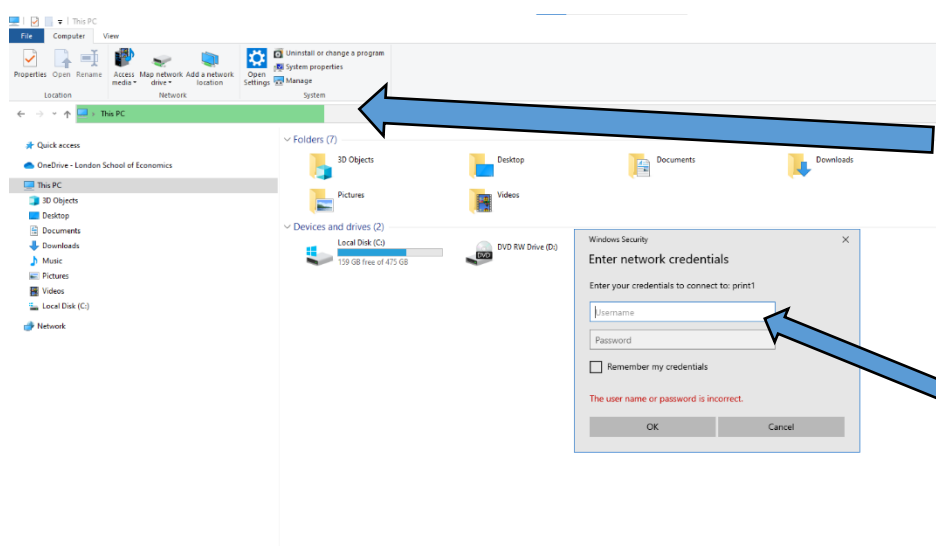 This PC
File Computer View
Properties Open Rename
Access media Map network drive Add a network location
Open Settings
Uninstall or change a program
System properties
Manage
Location Network System
This PC
Quick access
OneDrive - London School of Economics
This PC
3D Objects
Desktop
Documents
Downloads
Music
Pictures
Videos
Local Disk (C:)
Network
Folders (7)
3D Objects Desktop Documents Downloads
Pictures Videos
Devices and drives (2)
Local Disk (C:)
159 GB free of 475 GB
DVD RW Drive (D:)
DVD
Windows Security
Enter network credentials
Enter your credentials to connect to: print1
Username
Password
Remember my credentials
The user name or password is incorrect.
OK Cancel